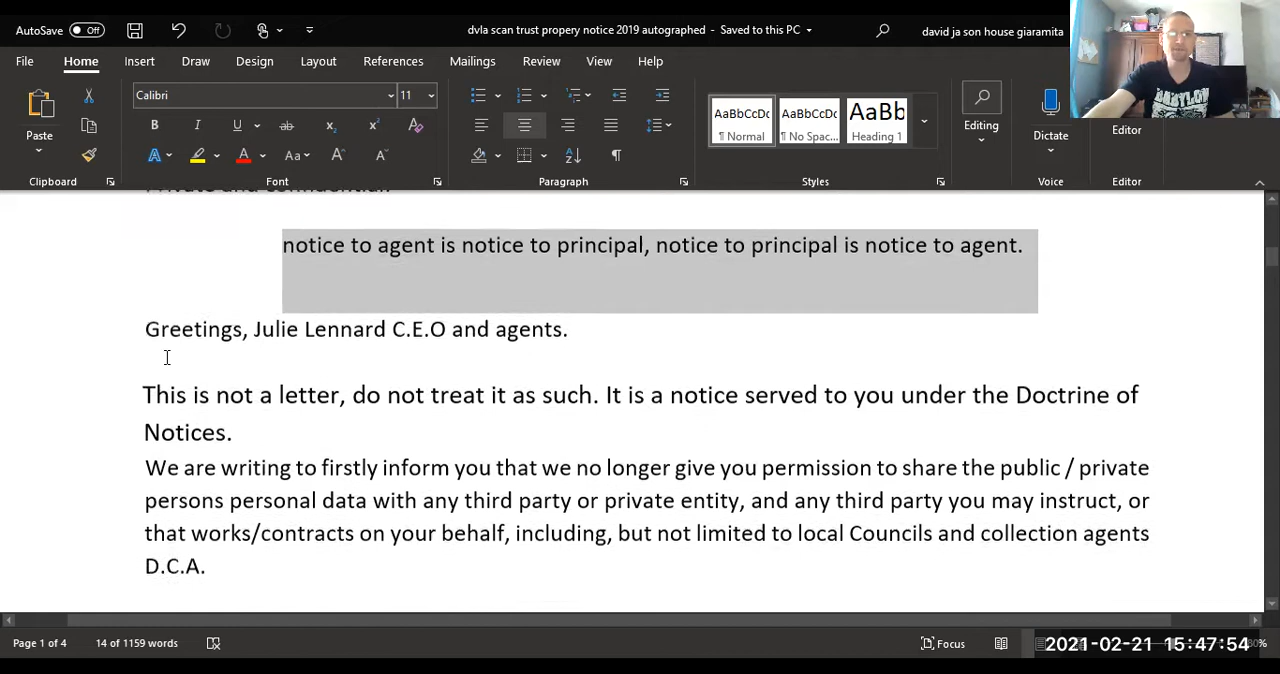 AutoSave Off
dvla scan trust propery notice 2019 autographed - Saved to this PC
david ja son house giaramita
File Home Insert Draw Design Layout References Mailings Review View Help
BABYLON
Calibri 11
AaBbCcDc AaBbCcDc AaBb
¶ Normal ¶ No Spac... Heading 1
Paste
Editing
Dictate
Editor
Clipboard Font Paragraph Styles Voice Editor
Private and confidential.
notice to agent is notice to principal, notice to principal is notice to agent.
Greetings, Julie Lennard C.E.O and agents.
This is not a letter, do not treat it as such. It is a notice served to you under the Doctrine of
Notices.
We are writing to firstly inform you that we no longer give you permission to share the public / private
persons personal data with any third party or private entity, and any third party you may instruct, or
that works/contracts on your behalf, including, but not limited to local Councils and collection agents
D.C.A.
Page 1 of 4 14 of 1159 words Focus
2021-02-21 15:47:54